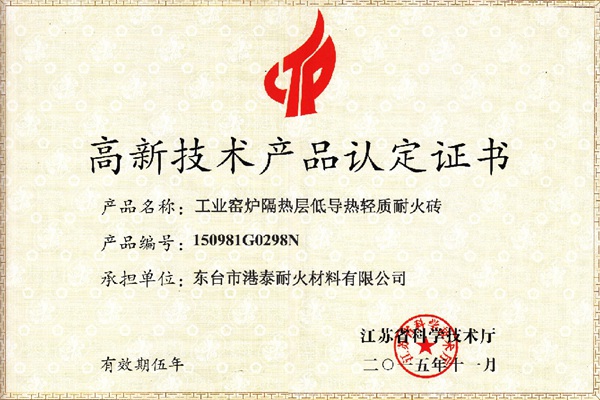 高新技术产品认定证书
产品名称：工业窑炉隔热层低导热轻质耐火砖
产品编号：150981G0298N
承担单位：东台市港泰耐火材料有限公司
江苏省科学技术厅
有效期伍年
二〇一五年十一月